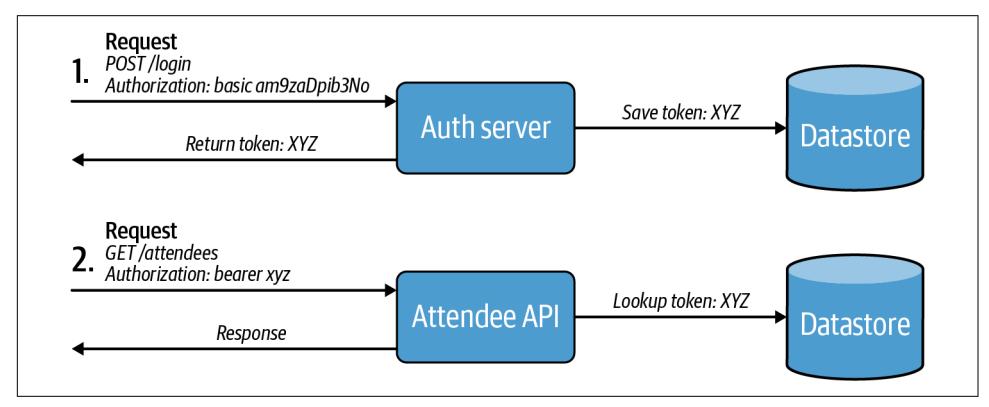 1.
Request
POST /login
Authorization: basic am9zaDpib3No
Return token: XYZ
Auth server
Save token: XYZ
Datastore
2.
Request
GET /attendees
Authorization: bearer xyz
Response
Attendee API
Lookup token: XYZ
Datastore